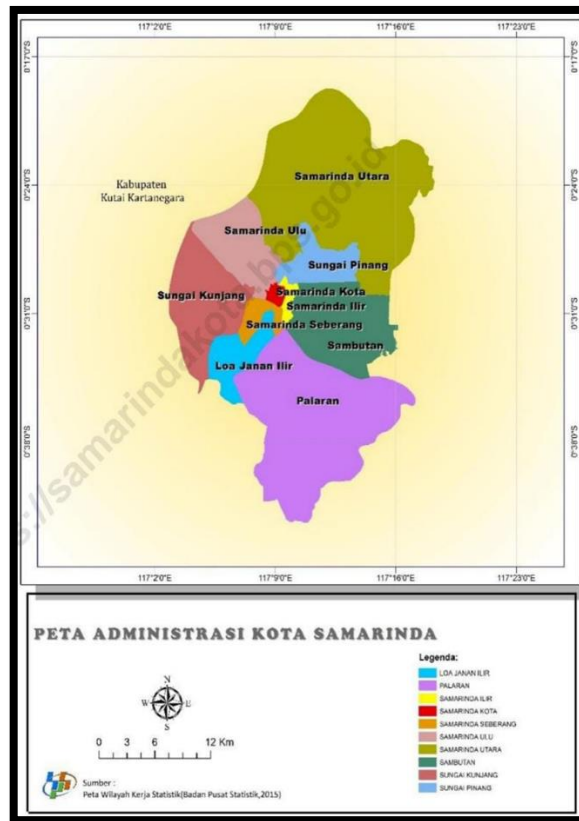 117°2'0"E 117°9'0"E 117°16'0"E 117°23'0"E
0°17'0"S 0°17'0"S
Samarinda Utara
0°24'0"S 0°24'0"S
Kabupaten
Kutai Kartanegara
Samarinda Ulu
Sungai Pinang
Sungai Kunjang
Samarinda Kota
Samarinda Ilir
0°31'0"S 0°31'0"S
Samarinda Seberang
Sambutan
Loa Janan Ilir
Palaran
0°38'0"S 0°38'0"S
s://samarindakota.bps.go.id
117°2'0"E 117°9'0"E 117°16'0"E 117°23'0"E
PETA ADMINISTRASI KOTA SAMARINDA
N
W E
S
0 3 6 12 Km
Sumber :
Peta Wilayah Kerja Statistik(Badan Pusat Statistik,2015)
Legenda:
LOA JANAN ILIR
PALARAN
SAMARINDA ILIR
SAMARINDA KOTA
SAMARINDA SEBERANG
SAMARINDA ULU
SAMARINDA UTARA
SAMBUTAN
SUNGAI KUNJANG
SUNGAI PINANG